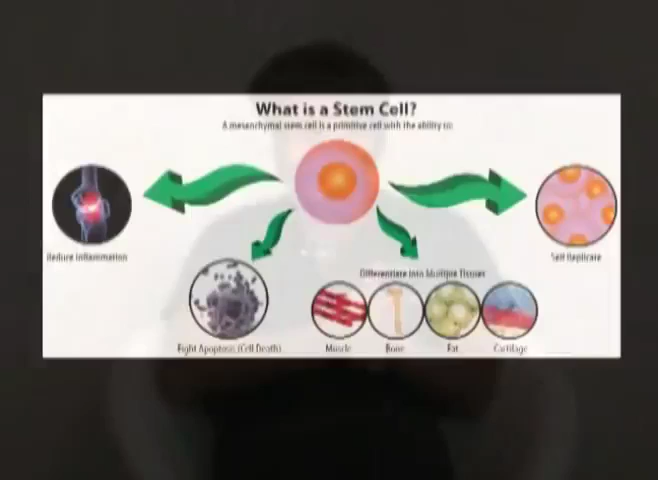 What is a Stem Cell?
A mesenchymal stem cell is a primitive cell with the ability to:
Reduce Inflammation
Self Replicate
Differentiate into Multiple Tissues
Fight Apoptosis (Cell Death)
Muscle
Bone
Fat
Cartilage